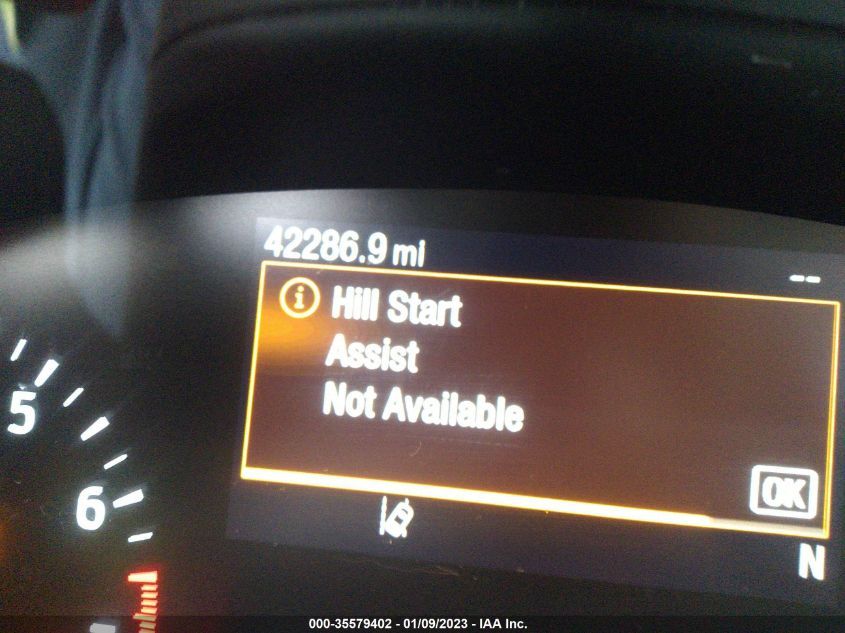 42286.9 mi
--
Hill Start
Assist
Not Available
5
6
OK
N
000-35579402 - 01/09/2023 - IAA Inc.